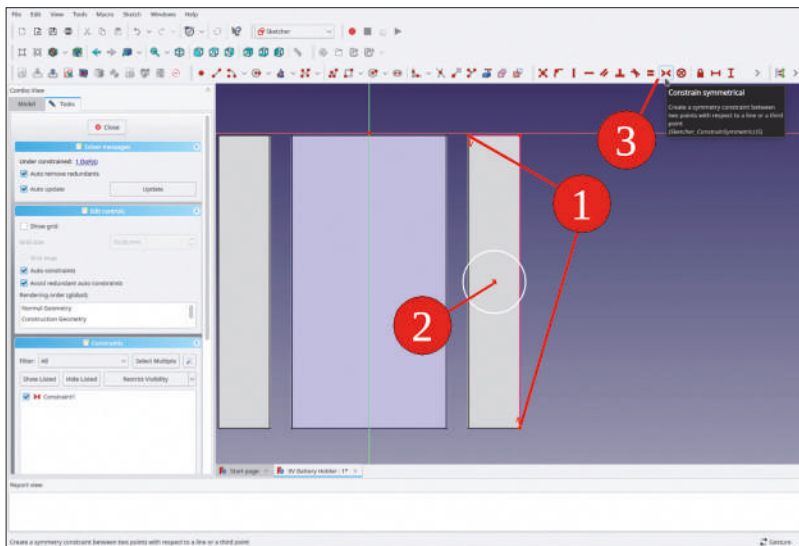 File Edit View Tools Macro Sketch Windows Help
Sketcher
Combo View
Model Tools
Close
Solver messages
Under constrained: 1 DoF(s)
Auto remove redundants
Auto update Update
Edit controls
Show grid
Auto constraints
Avoid redundant auto constraints
Rendering order (global):
Normal Geometry
Construction Geometry
Constraints
Filter: All Select Multiple
Show Listed Hide Listed Restrict Visibility
Constraint1
Constrain symmetrical
Create a symmetry constraint between
two points with respect to a line or a third
point
(Sketcher_ConstrainSymmetric)(S)
3
1
2
Start page 9V Battery Holder : 1*
Report view
Create a symmetry constraint between two points with respect to a line or a third point
Gesture